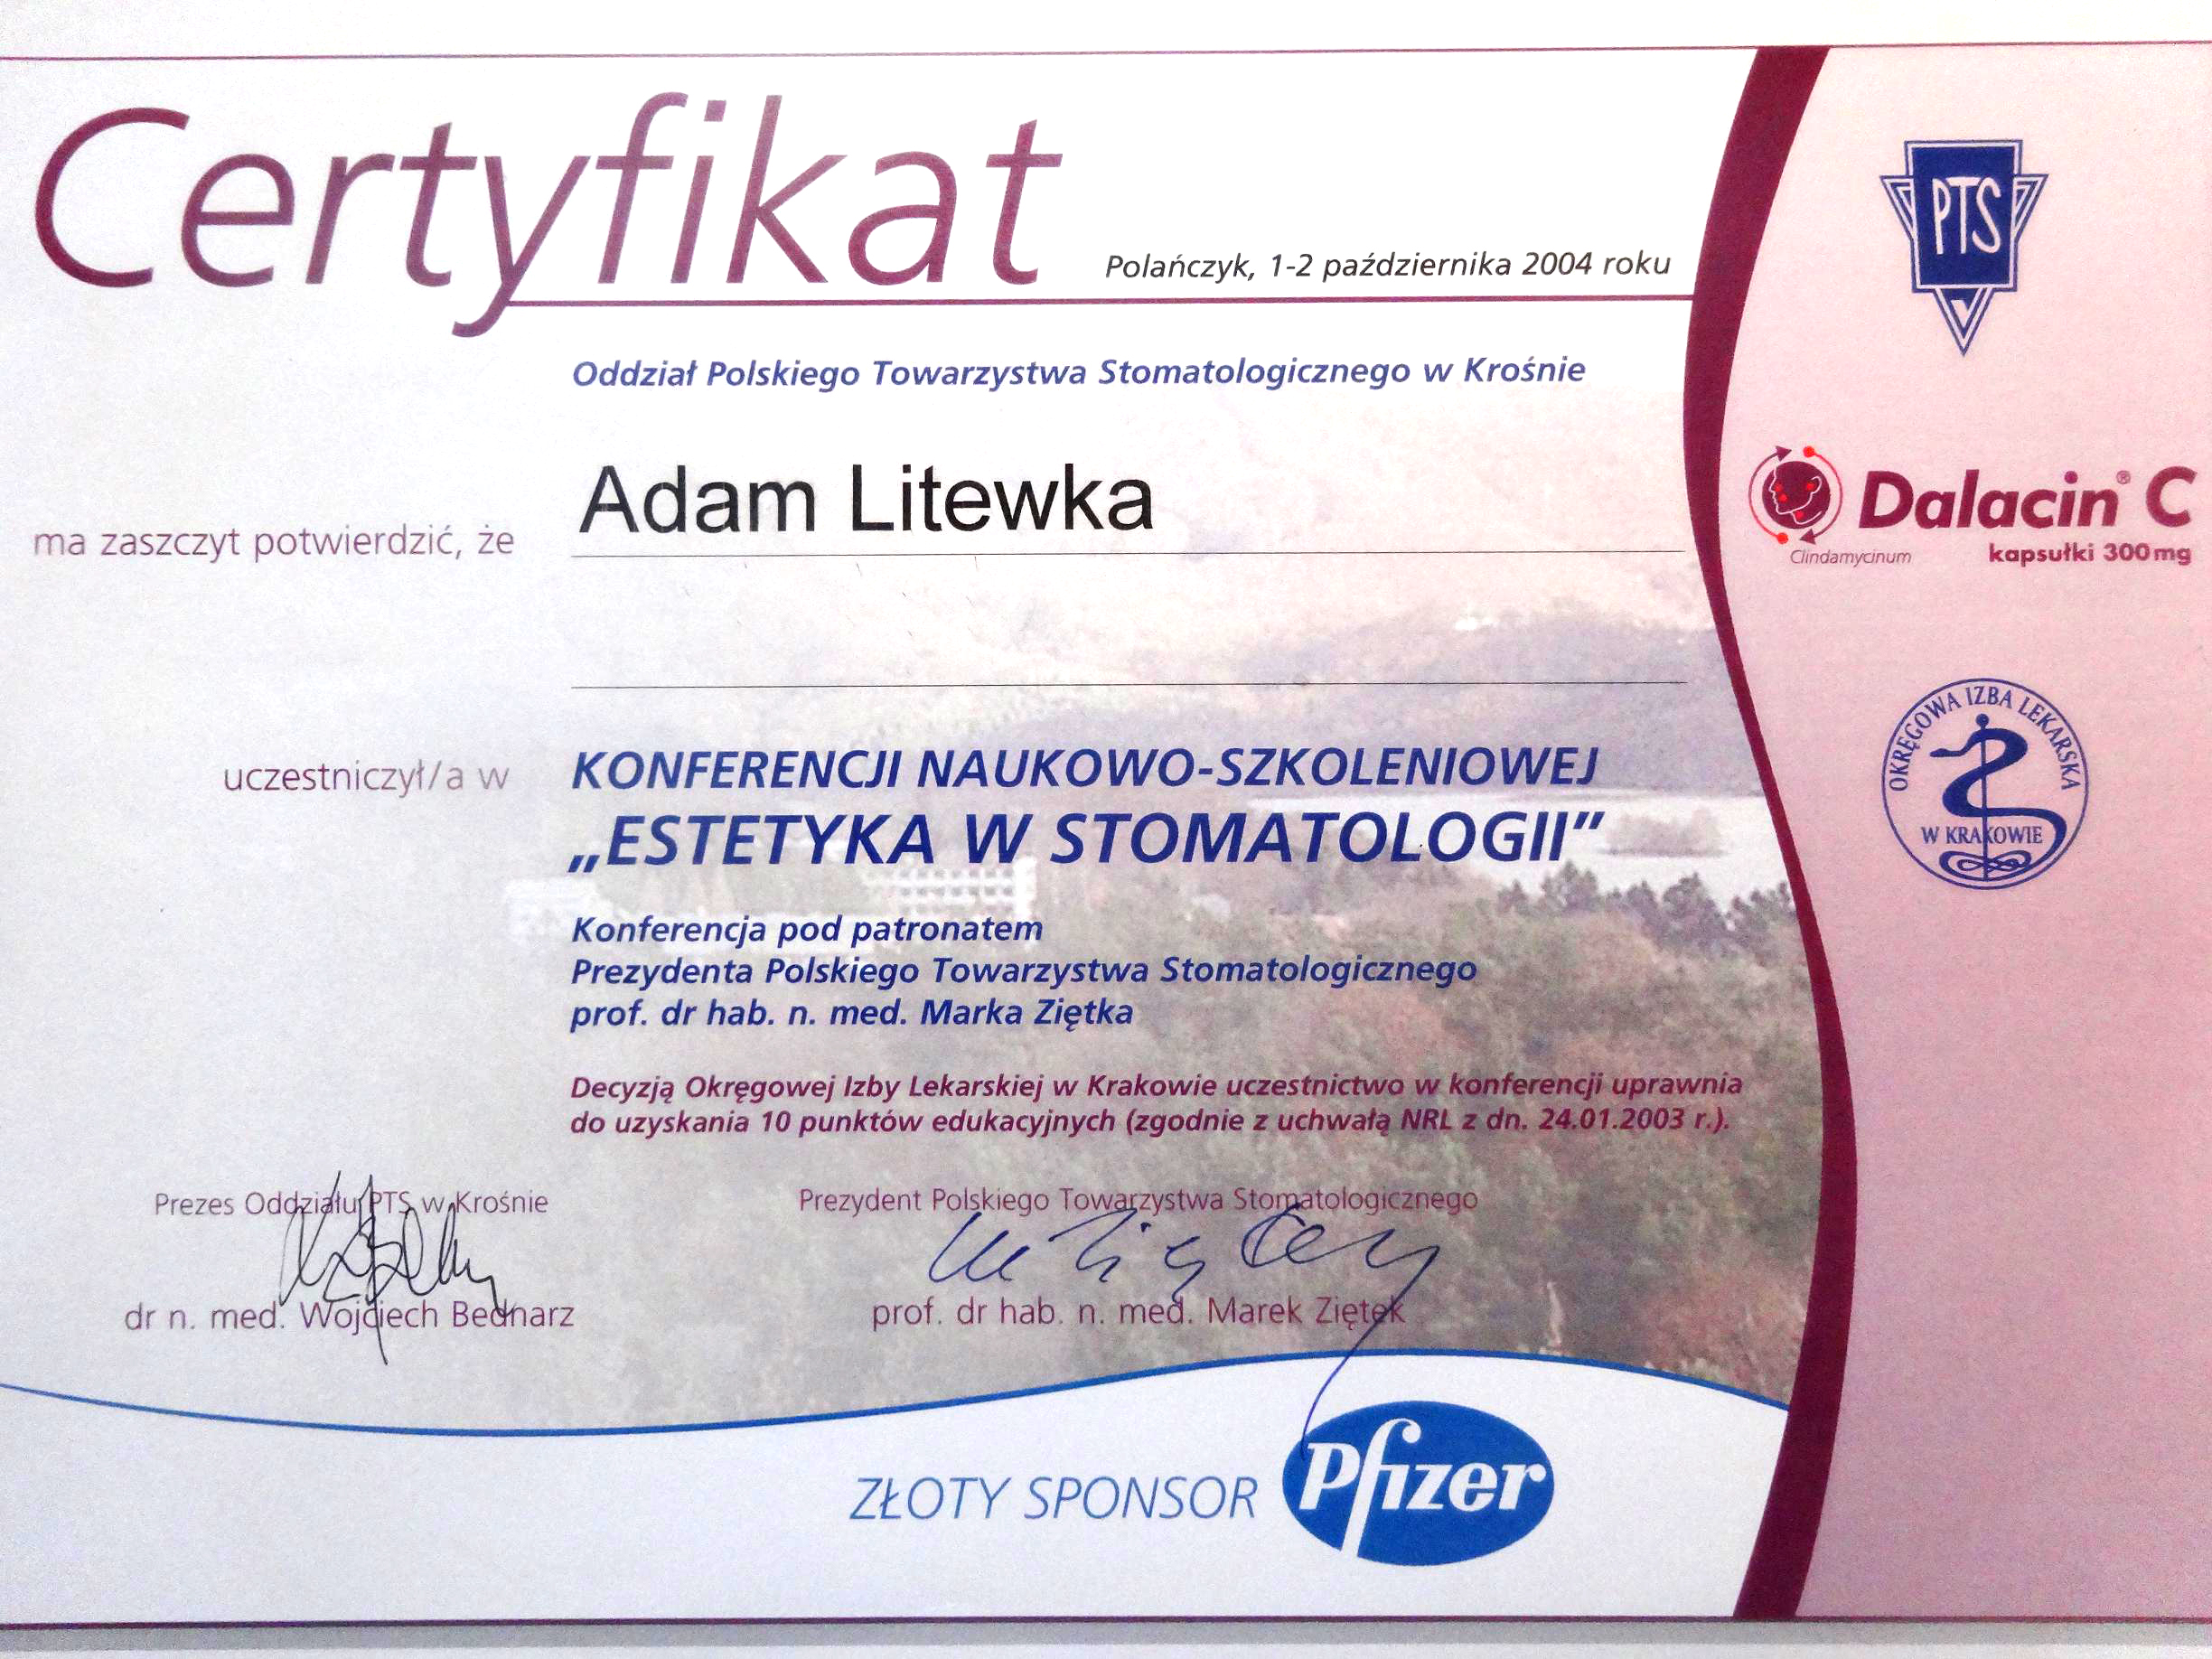 Certyfikat
Polańczyk, 1-2 października 2004 roku
Oddział Polskiego Towarzystwa Stomatologicznego w Krośnie
ma zaszczyt potwierdzić, że
Adam Litewka
uczestniczył/a w
KONFERENCJI NAUKOWO-SZKOLENIOWEJ
„ESTETYKA W STOMATOLOGII”
Konferencja pod patronatem
Prezydenta Polskiego Towarzystwa Stomatologicznego
prof. dr hab. n. med. Marka Ziętka
Decyzją Okręgowej Izby Lekarskiej w Krakowie uczestnictwo w konferencji uprawnia
do uzyskania 10 punktów edukacyjnych (zgodnie z uchwałą NRL z dn. 24.01.2003 r.).
Prezes Oddziału PTS w Krośnie
dr n. med. Wojciech Bednarz
Prezydent Polskiego Towarzystwa Stomatologicznego
prof. dr hab. n. med. Marek Ziętek
ZŁOTY SPONSOR
Pfizer
PTS
Dalacin® C
Clindamycinum
kapsułki 300mg
OKRĘGOWA IZBA LEKARSKA
W KRAKOWIE